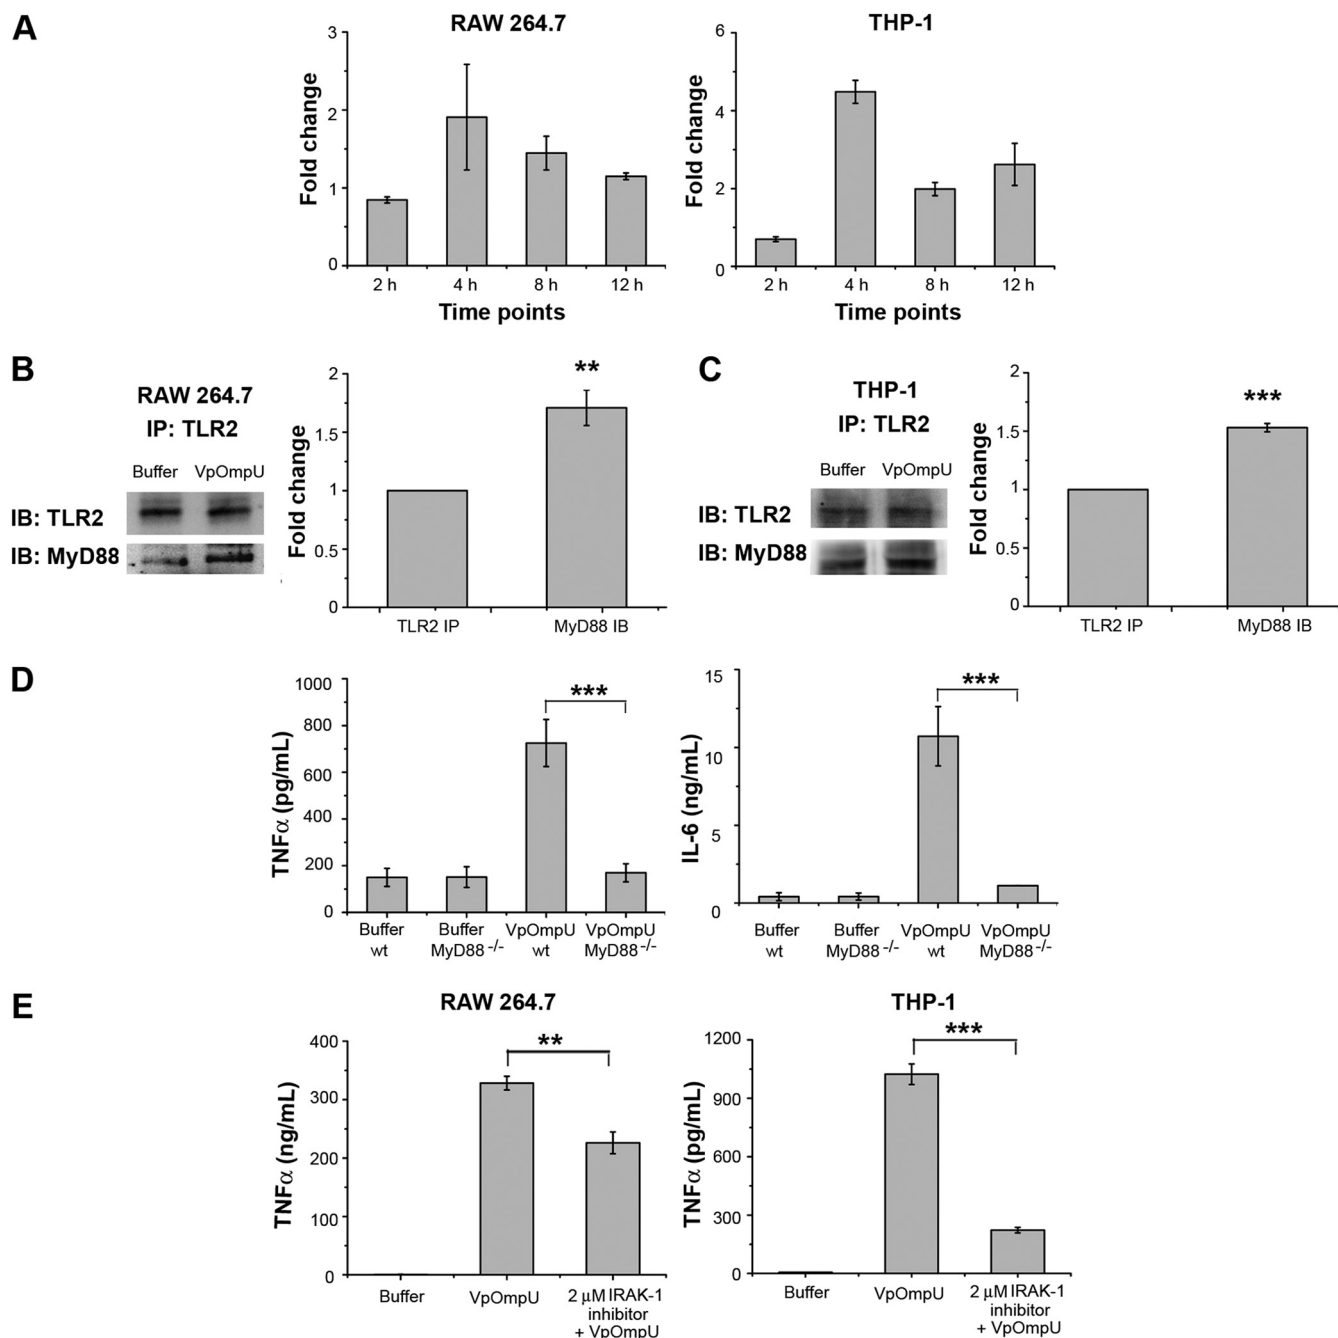 A
RAW 264.7
Fold change
3
2
1
0
2 h 4 h 8 h 12 h
Time points
THP-1
Fold change
6
4
2
0
2 h 4 h 8 h 12 h
Time points
B
RAW 264.7
IP: TLR2
Buffer VpOmpU
IB: TLR2
IB: MyD88
Fold change
2
1.5
1
0.5
0
**
TLR2 IP MyD88 IB
C
THP-1
IP: TLR2
Buffer VpOmpU
IB: TLR2
IB: MyD88
Fold change
2
1.5
1
0.5
0
***
TLR2 IP MyD88 IB
D
TNFα (pg/mL)
1000
800
600
400
200
0
***
Buffer Buffer VpOmpU VpOmpU
wt MyD88 -/- wt MyD88 -/-
IL-6 (ng/mL)
15
10
5
0
***
Buffer Buffer VpOmpU VpOmpU
wt MyD88 -/- wt MyD88 -/-
E
RAW 264.7
TNFα (ng/mL)
400
300
200
100
0
**
Buffer VpOmpU 2 μM IRAK-1
inhibitor
+ VpOmpU
THP-1
TNFα (pg/mL)
1200
900
600
300
0
***
Buffer VpOmpU 2 μM IRAK-1
inhibitor
+ VpOmpU